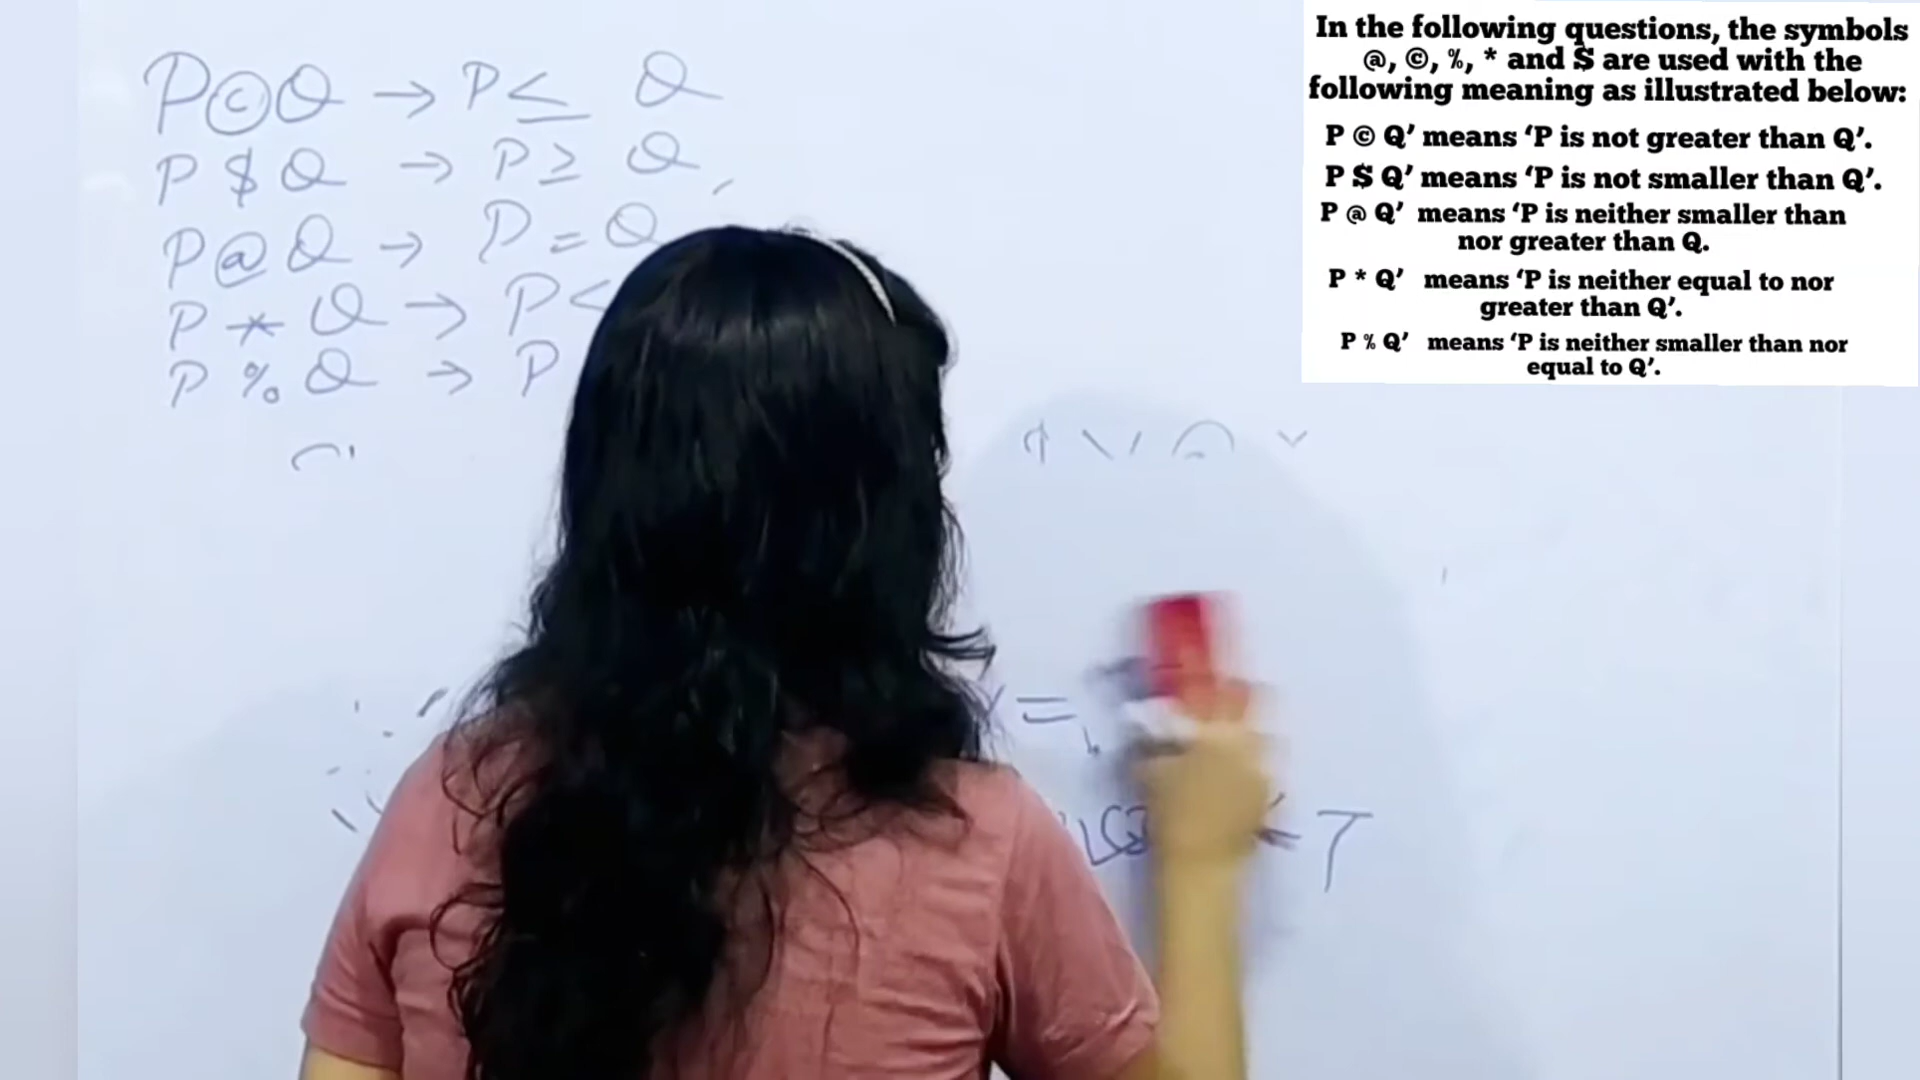 P © Q → P ≤ Q
P $ Q → P ≥ Q
P @ Q → P = Q
P * Q → P <
P % Q → P
=
< T
In the following questions, the symbols
@, ©, %, * and $ are used with the
following meaning as illustrated below:
P © Q’ means ‘P is not greater than Q’.
P $ Q’ means ‘P is not smaller than Q’.
P @ Q’ means ‘P is neither smaller than
nor greater than Q.
P * Q’ means ‘P is neither equal to nor
greater than Q’.
P % Q’ means ‘P is neither smaller than nor
equal to Q’.